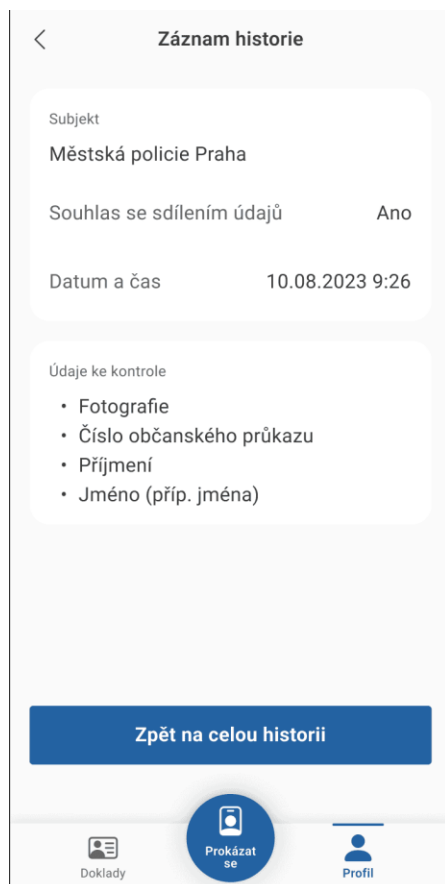 Záznam historie
Subjekt
Městská policie Praha
Souhlas se sdílením údajů Ano
Datum a čas 10.08.2023 9:26
Údaje ke kontrole
• Fotografie
• Číslo občanského průkazu
• Příjmení
• Jméno (příp. jména)
Zpět na celou historii
Doklady
Prokázat
se
Profil